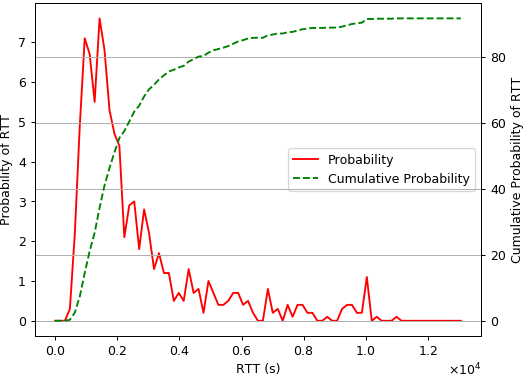 7
6
5
4
3
2
1
0
Probability of RTT
80
60
40
20
0
Cumulative Probability of RTT
Probability
Cumulative Probability
0.0 0.2 0.4 0.6 0.8 1.0 1.2
×10⁴
RTT (s)